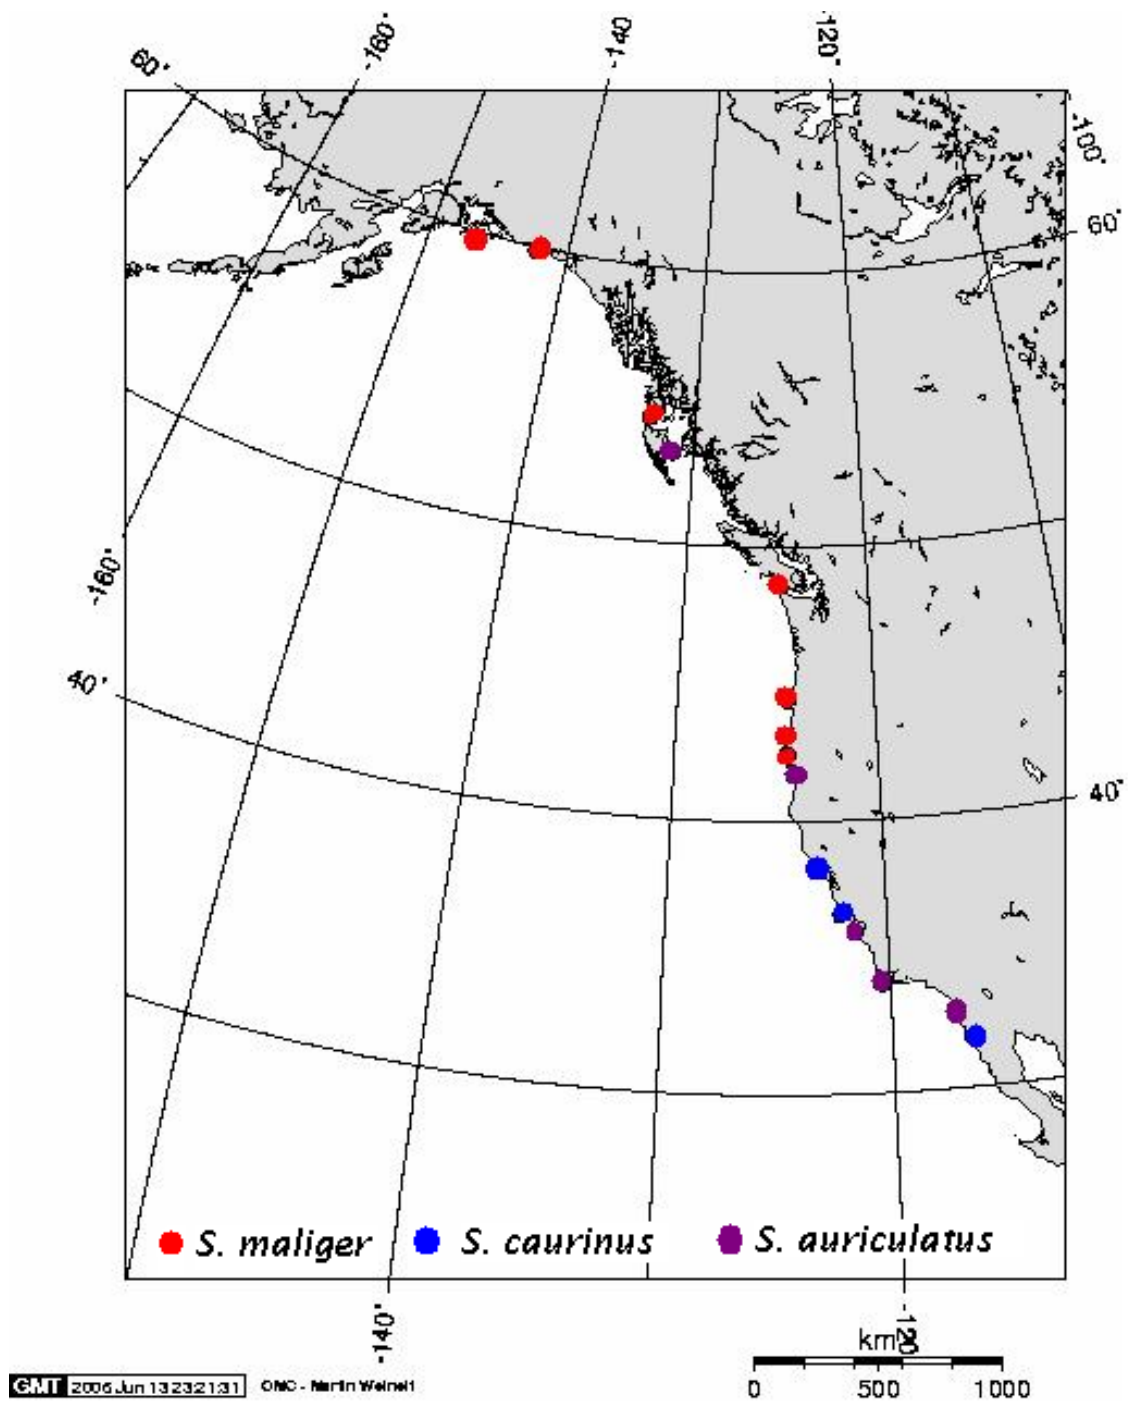 60°
-160°
-140
-120°
-100°
60°
-160°
40°
40°
S. maliger S. caurinus S. auriculatus
-140°
-120
km
0 500 1000
GMT 2006 Jun 13 23:21:31 OMC - Martin Weinelt